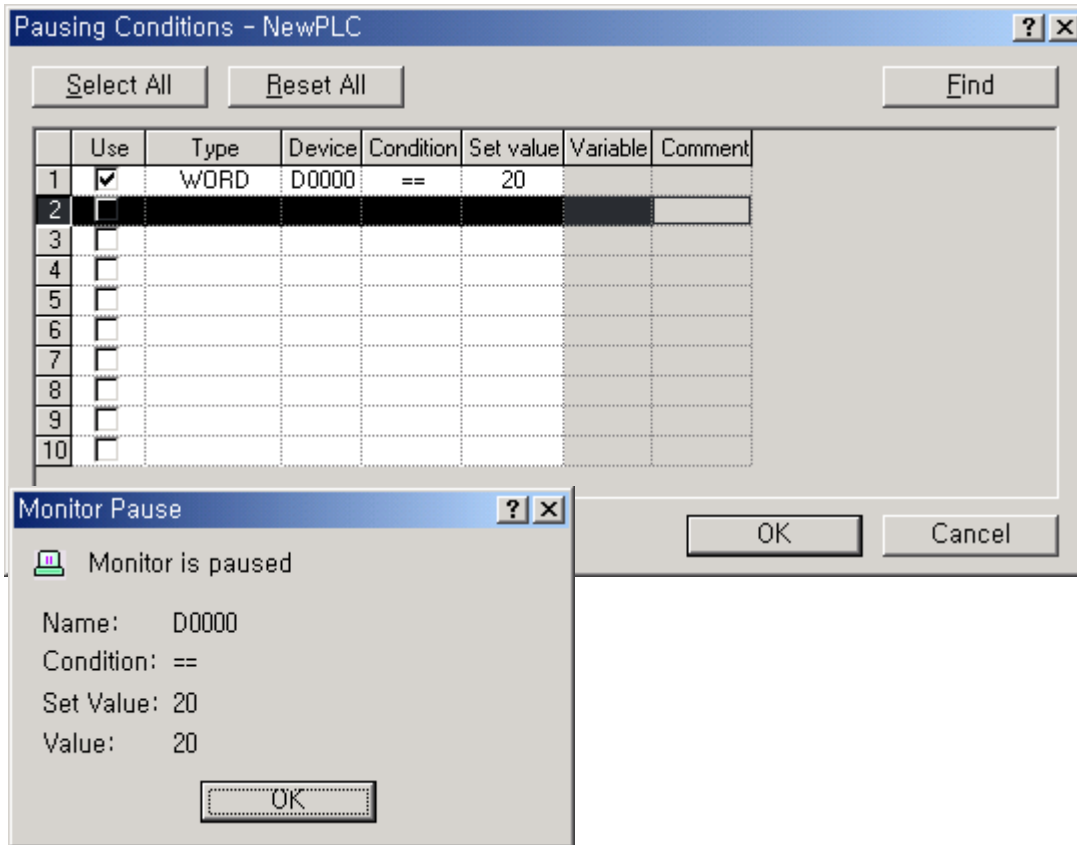 Pausing Conditions - NewPLC
Select All Reset All Find
Use Type Device Condition Set value Variable Comment
1 WORD D0000 == 20
2
3
4
5
6
7
8
9
10
OK Cancel
Monitor Pause
Monitor is paused
Name: D0000
Condition: ==
Set Value: 20
Value: 20
OK